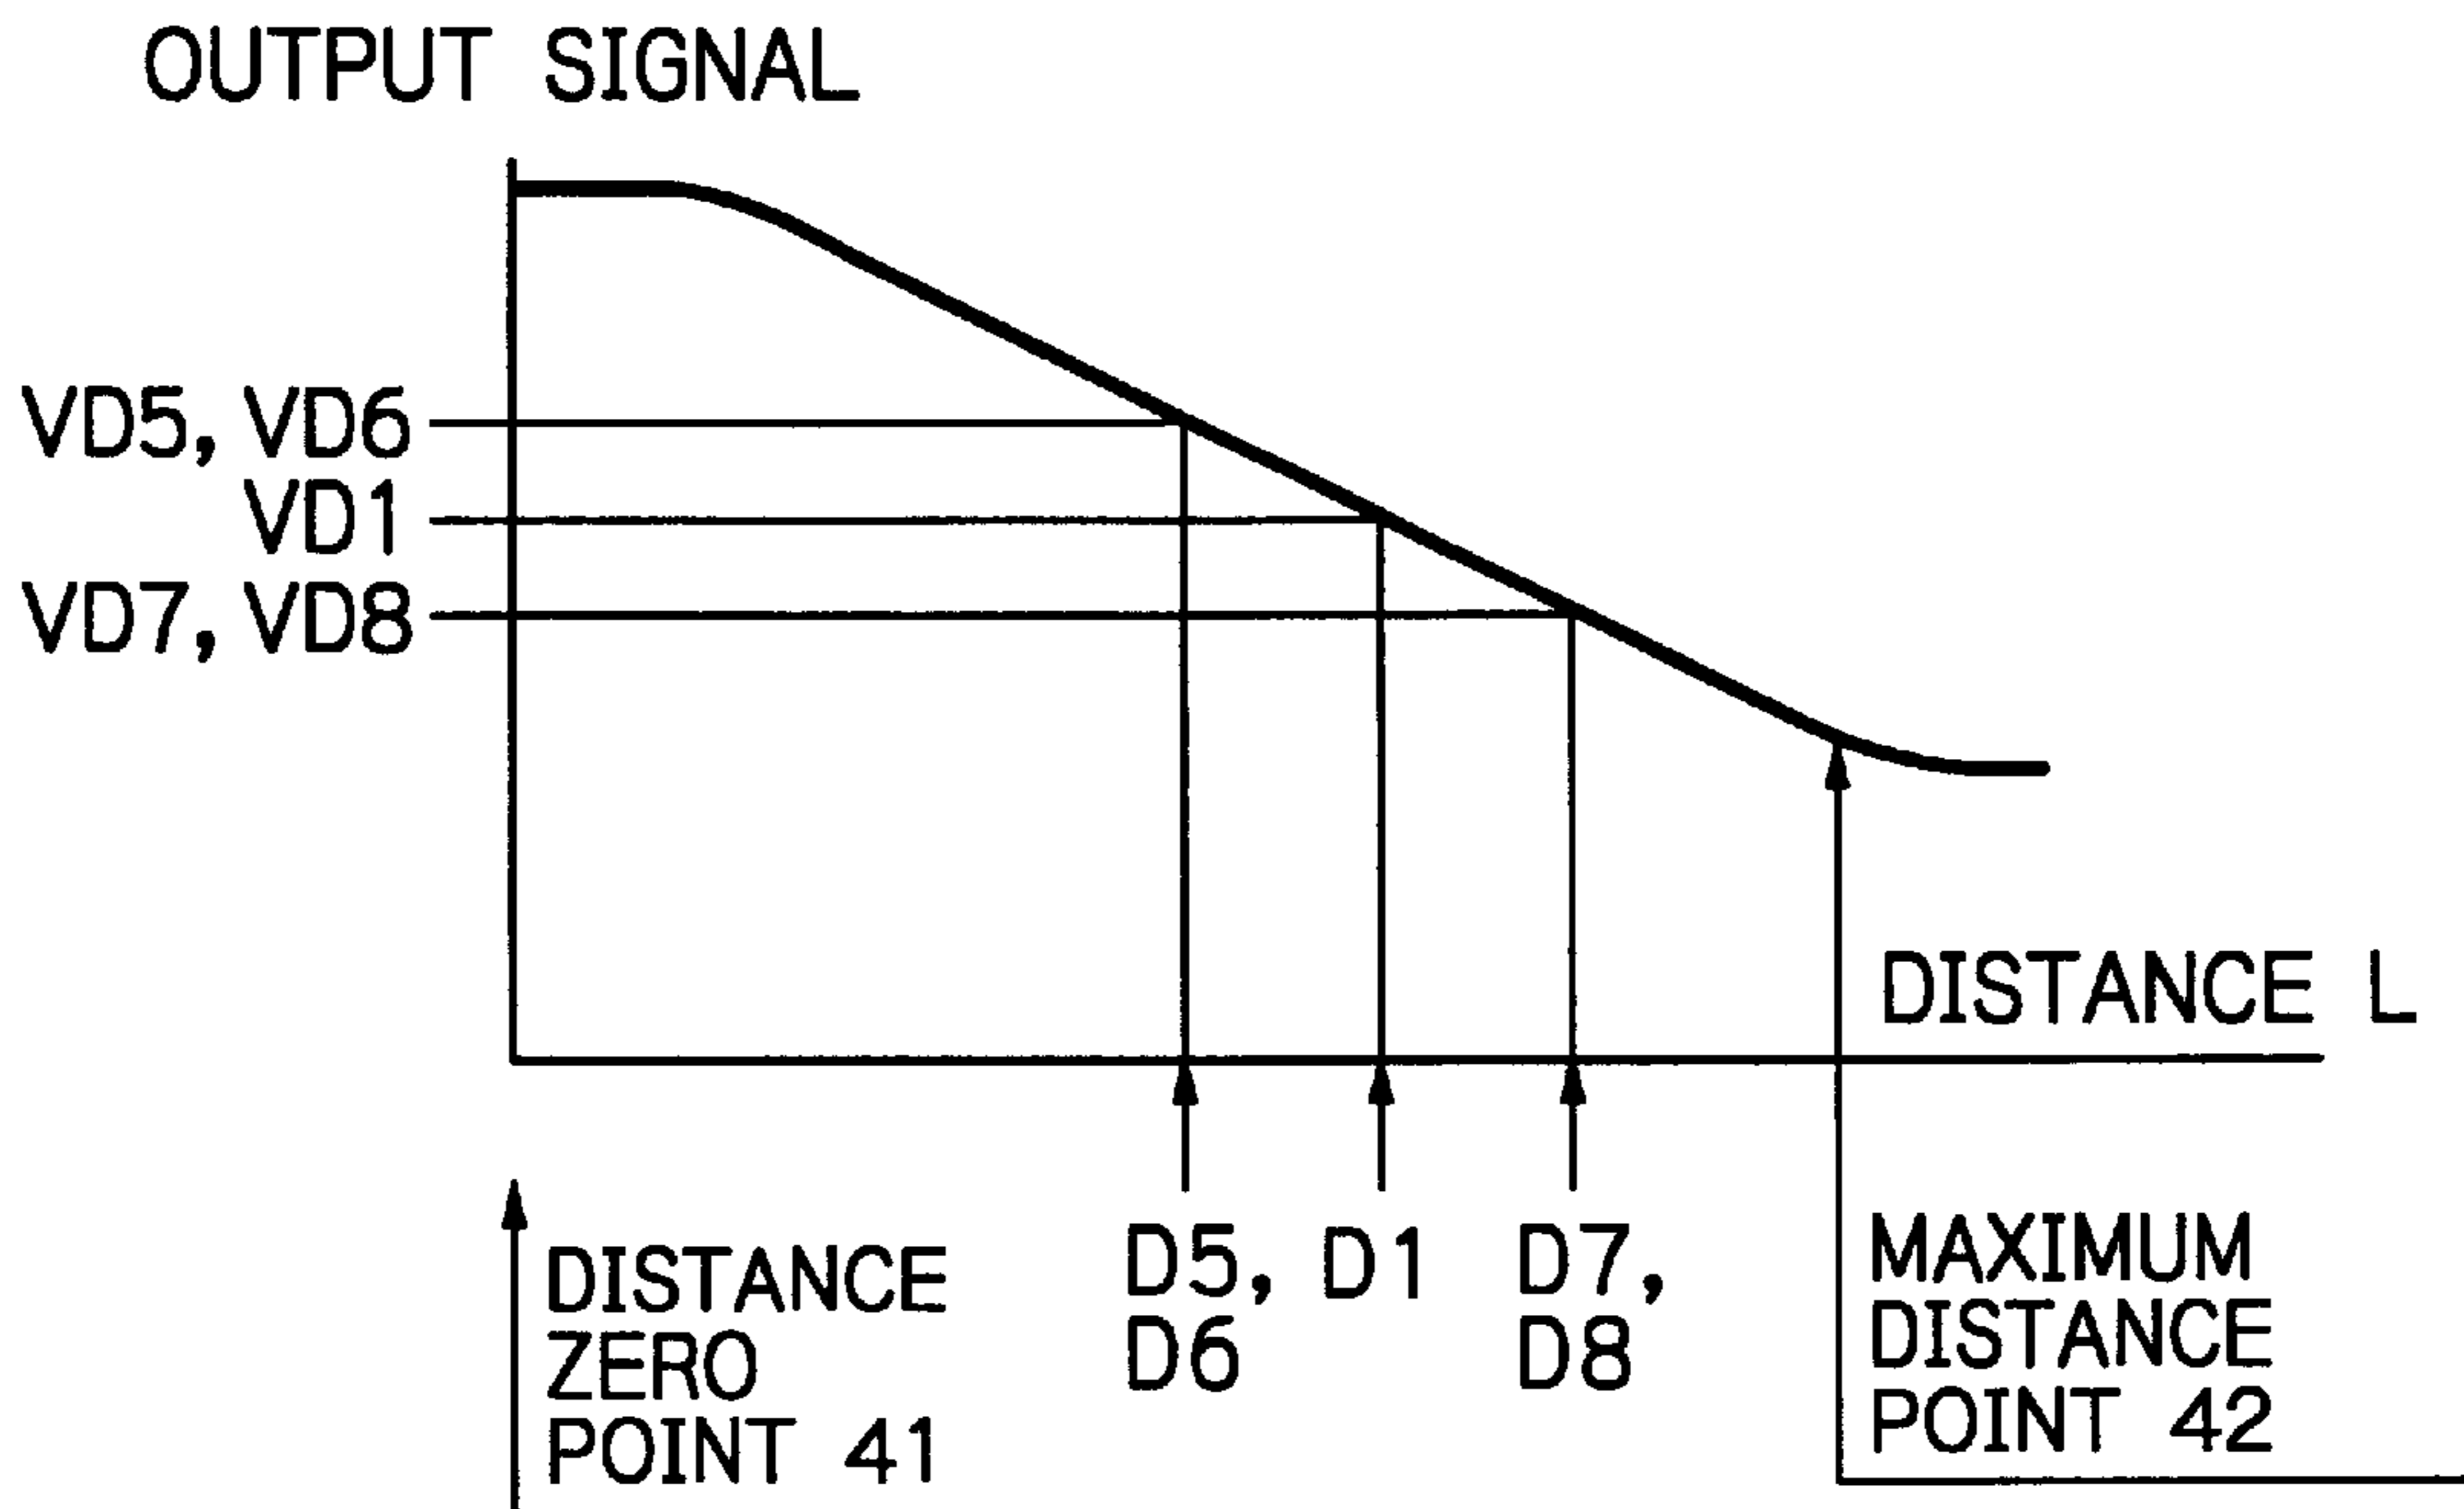 OUTPUT SIGNAL
VD5, VD6
VD1
VD7, VD8
DISTANCE L
DISTANCE
ZERO
POINT 41
D5,
D6
D1
D7,
D8
MAXIMUM
DISTANCE
POINT 42